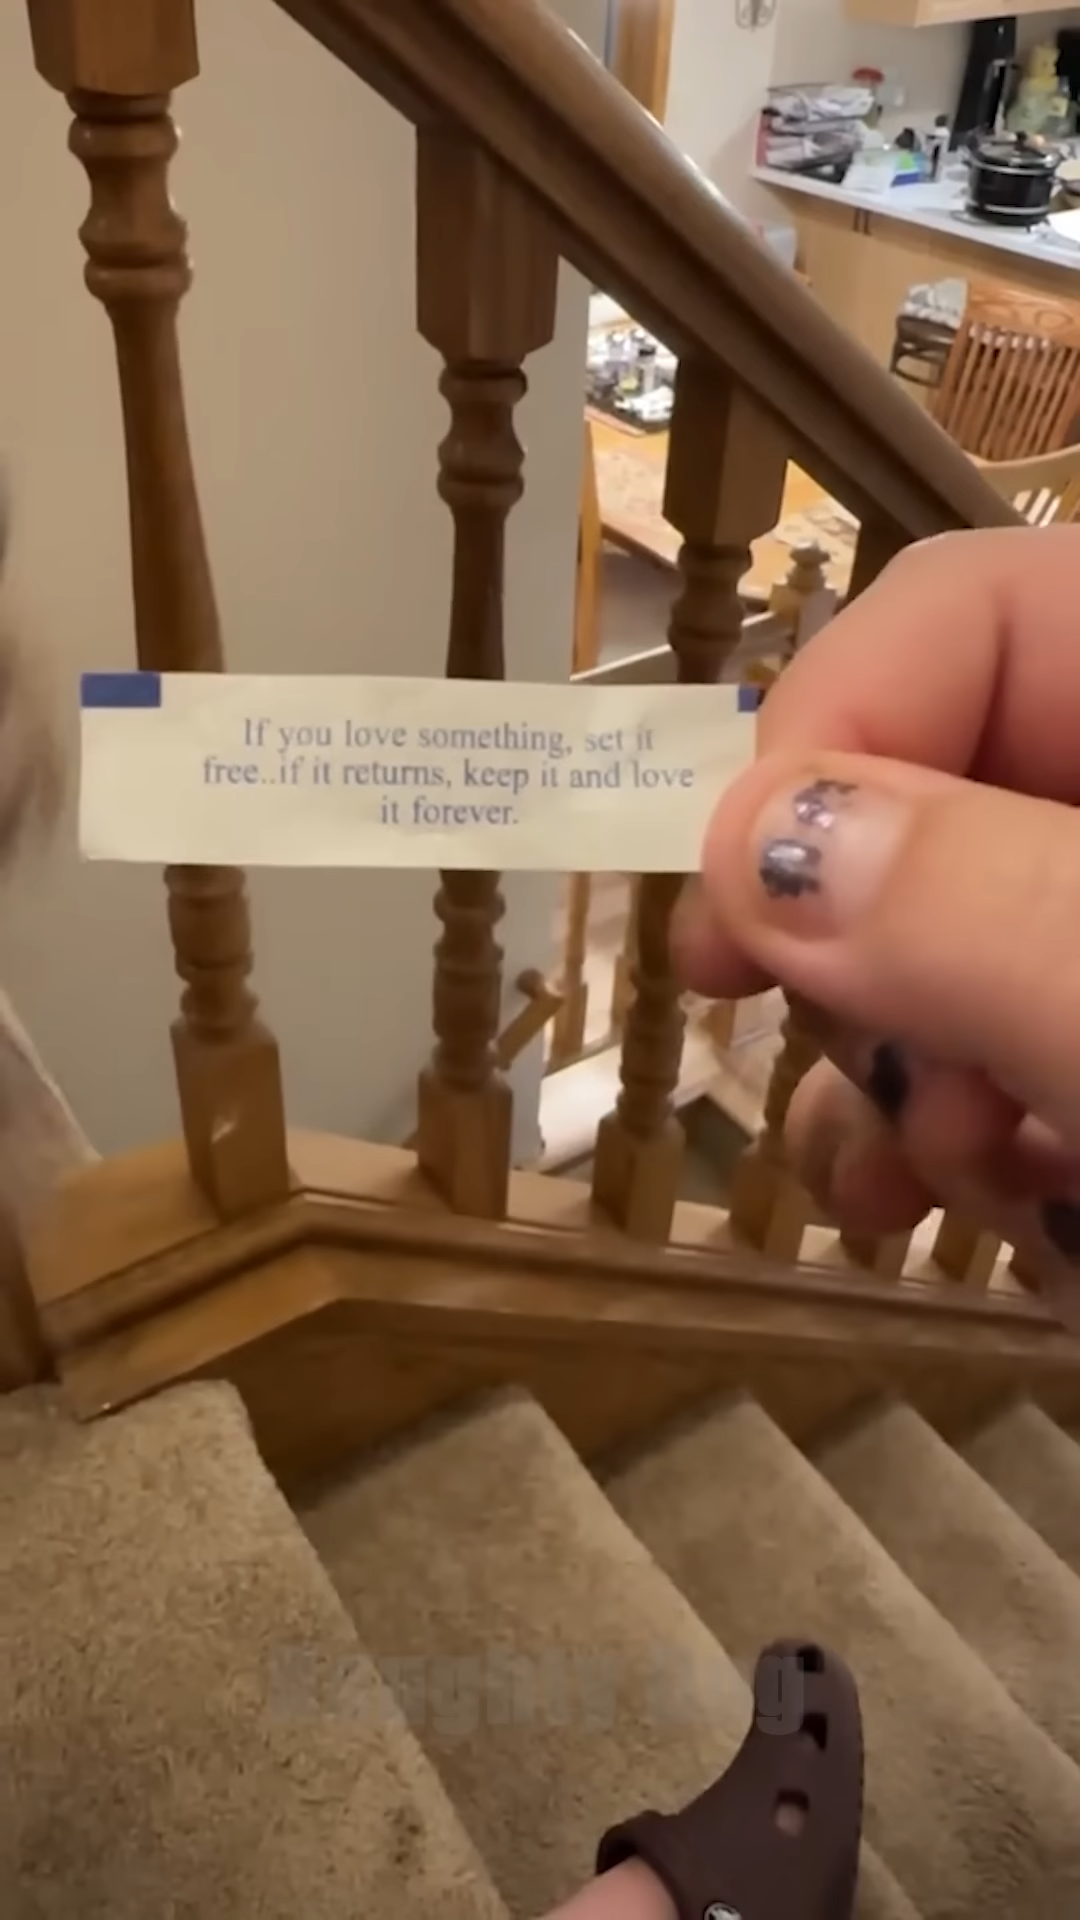 If you love something, set it
free..if it returns, keep it and love
it forever.